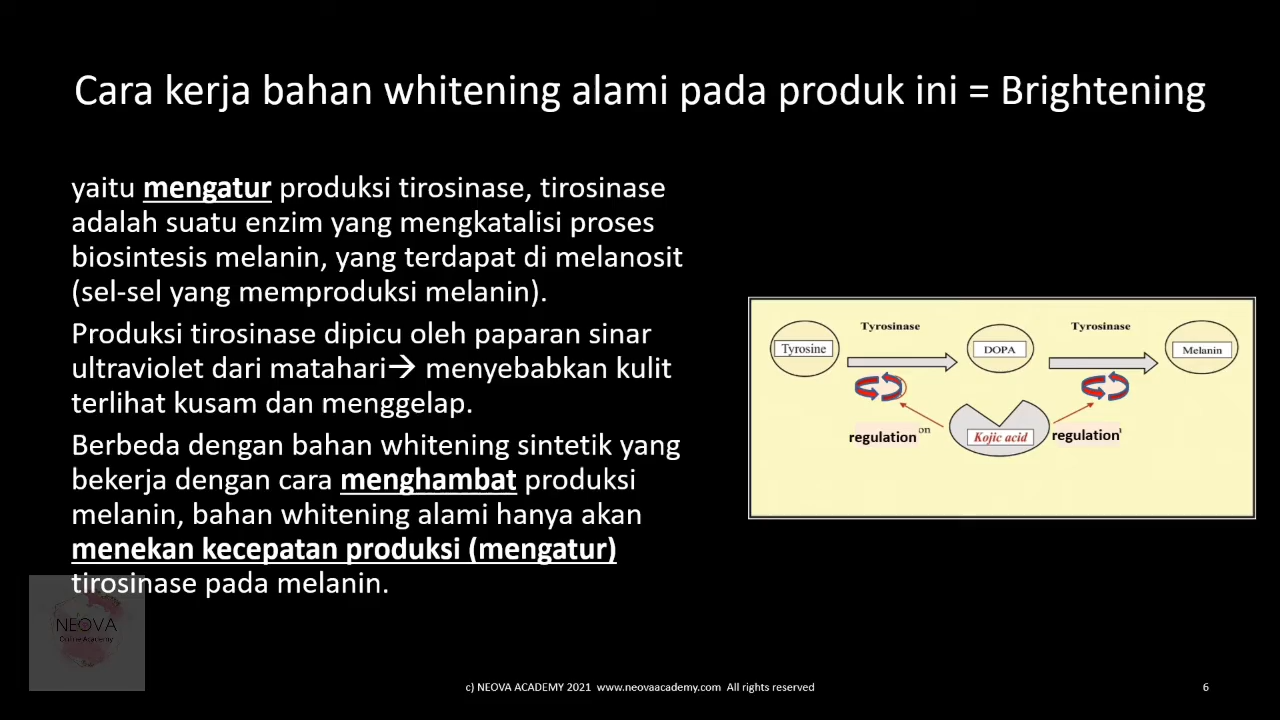 Cara kerja bahan whitening alami pada produk ini = Brightening
yaitu mengatur produksi tirosinase, tirosinase
adalah suatu enzim yang mengkatalisi proses
biosintesis melanin, yang terdapat di melanosit
(sel-sel yang memproduksi melanin).
Produksi tirosinase dipicu oleh paparan sinar
ultraviolet dari matahari→ menyebabkan kulit
terlihat kusam dan menggelap.
Berbeda dengan bahan whitening sintetik yang
bekerja dengan cara menghambat produksi
melanin, bahan whitening alami hanya akan
menekan kecepatan produksi (mengatur)
tirosinase pada melanin.
Tyrosinase
Tyrosinase
Tyrosine
DOPA
Melanin
regulation
on
Kojic acid
regulation
NEOVA
Online Academy
c) NEOVA ACADEMY 2021 www.neovaacademy.com All rights reserved
6